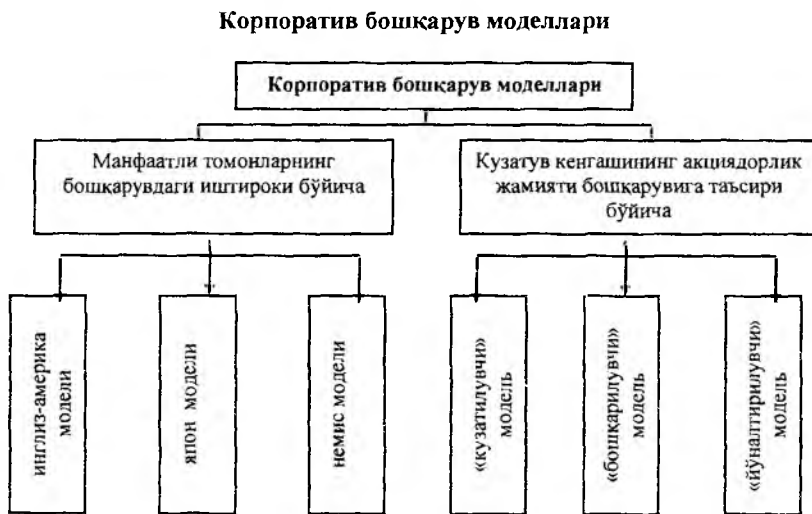 Корпоратив бошқарув моделлари
Корпоратив бошқарув моделлари
Манфаатли томонларнинг
бошқарувдаги иштироки бўйича
Кузатув кенгашининг акциядорлик
жамияти бошқарувига таъсири
бўйича
инглиз-америка
модели
япон модели
немис модели
«кузатилувчи»
модель
«бошқарилувчи»
модель
«йўналтирилувчи»
модель